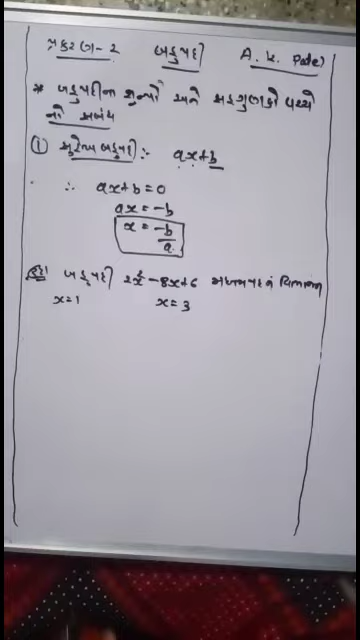 પ્રકરણ-2 બહુપદી A. K. Patel
* બહુપદીના શૂન્યો અને સહગુણકો વચ્ચે
નો સબંધ
① સુરેખ બહુપદી :- ax+b
∴ ax+b=0
ax = -b
x = -b/a
બહુપદી 2x²-8x+6
x=1 x=3